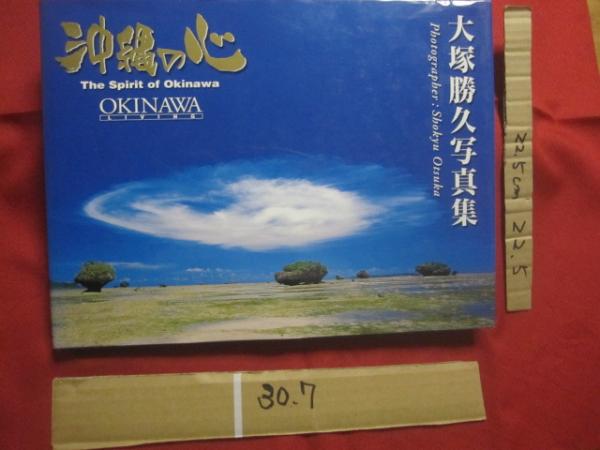 沖縄の心
The Spirit of Okinawa
OKINAWA
LIVING
大塚勝久写真集
Photographer : Shokyu Otsuka
22.5cm 22.5
30.7